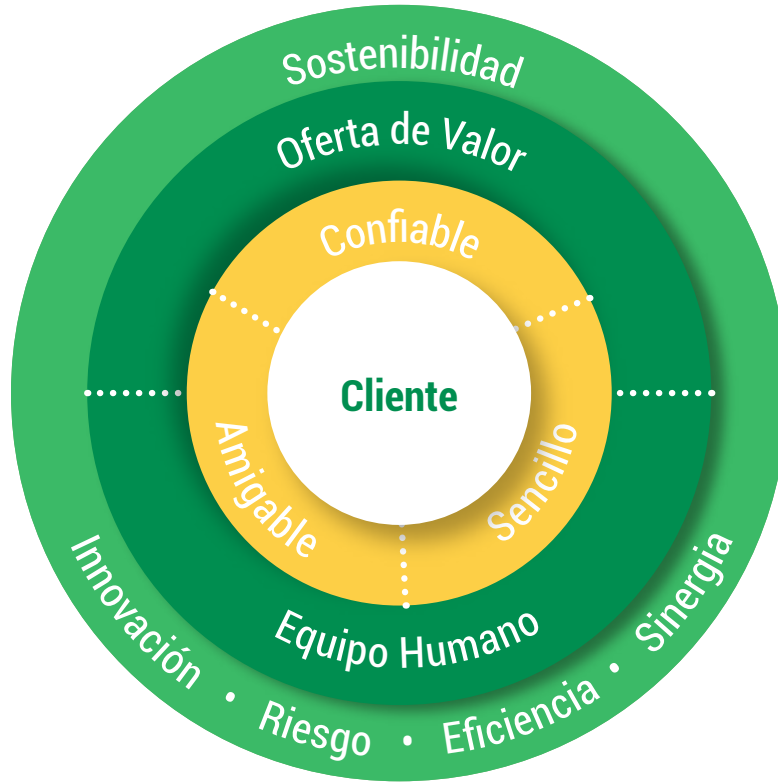 Sostenibilidad
Oferta de Valor
Confiable
Cliente
Amigable
Sencillo
Equipo Humano
Innovación • Riesgo • Eficiencia • Sinergia